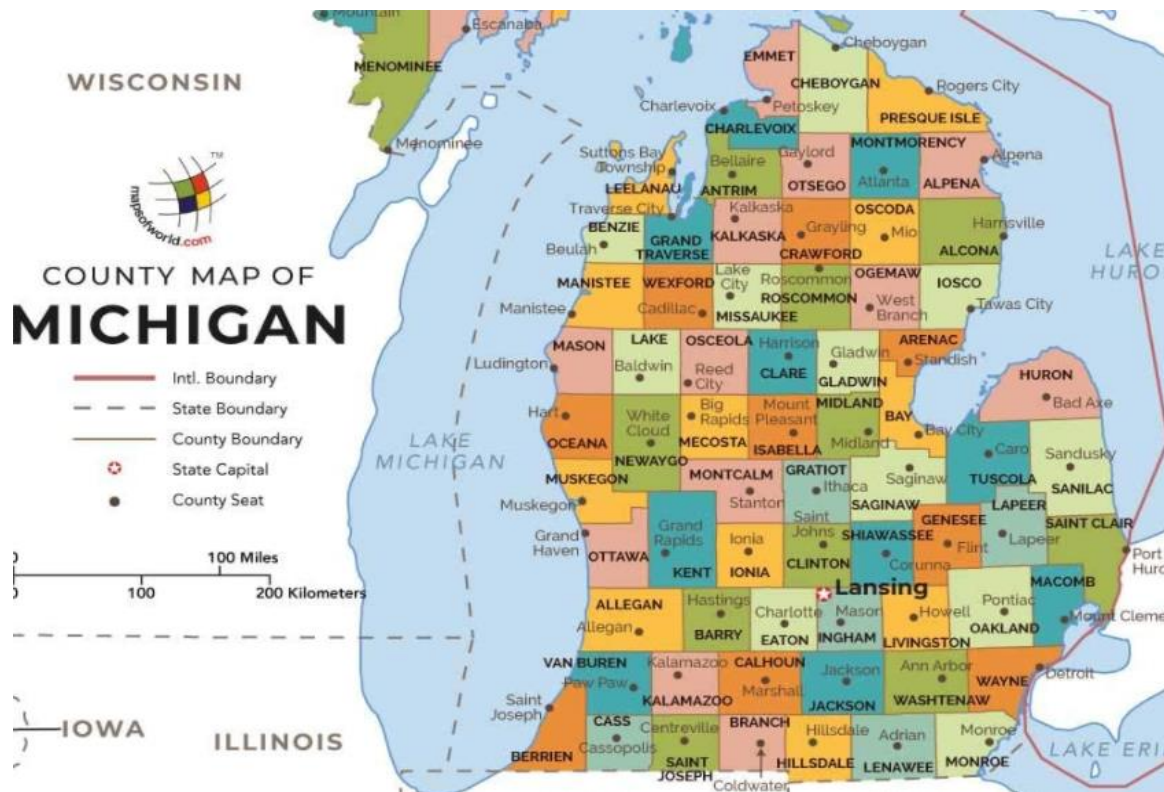 Mountain
Escanaba
MENOMINEE
WISCONSIN
Menominee
TM
mapsofworld.com
COUNTY MAP OF
MICHIGAN
Intl. Boundary
State Boundary
County Boundary
State Capital
County Seat
0
100 Miles
0
100
200 Kilometers
IOWA
ILLINOIS
LAKE
MICHIGAN
EMMET
Cheboygan
CHEBOYGAN
Petoskey
Rogers City
PRESQUE ISLE
Charlevoix
CHARLEVOIX
Suttons Bay
Township
LEELANAU
Bellaire
ANTRIM
Gaylord
OTSEGO
MONTMORENCY
Atlanta
Alpena
ALPENA
Traverse City
BENZIE
Beulah
GRAND
TRAVERSE
Kalkaska
KALKASKA
Grayling
CRAWFORD
OSCODA
Mio
Harrisville
ALCONA
LAKE
HURO
MANISTEE
Manistee
WEXFORD
Cadillac
Lake
City
MISSAUKEE
Roscommon
ROSCOMMON
OGEMAW
West
Branch
IOSCO
Tawas City
MASON
Ludington
LAKE
Baldwin
OSCEOLA
Reed
City
Harrison
CLARE
Gladwin
GLADWIN
ARENAC
Standish
HURON
Bad Axe
Hart
OCEANA
White
Cloud
NEWAYGO
Big
Rapids
MECOSTA
Mount
Pleasant
ISABELLA
MIDLAND
Midland
BAY
Bay City
Caro
TUSCOLA
Sandusky
SANILAC
MUSKEGON
Muskegon
MONTCALM
Stanton
GRATIOT
Ithaca
Saginaw
SAGINAW
LAPEER
Lapeer
Grand
Haven
OTTAWA
Grand
Rapids
KENT
Ionia
IONIA
Saint
Johns
CLINTON
SHIAWASSEE
Corunna
GENESEE
Flint
SAINT CLAIR
Port
Huro
ALLEGAN
Allegan
Hastings
BARRY
Charlotte
EATON
Lansing
Mason
INGHAM
Howell
LIVINGSTON
Pontiac
OAKLAND
MACOMB
Mount Cleme
VAN BUREN
Paw Paw
Kalamazoo
KALAMAZOO
CALHOUN
Marshall
Jackson
JACKSON
Ann Arbor
WASHTENAW
WAYNE
Detroit
Saint
Joseph
BERRIEN
CASS
Cassopolis
Centreville
SAINT
JOSEPH
BRANCH
Coldwater
Hillsdale
HILLSDALE
Adrian
LENAWEE
Monroe
MONROE
LAKE ERI